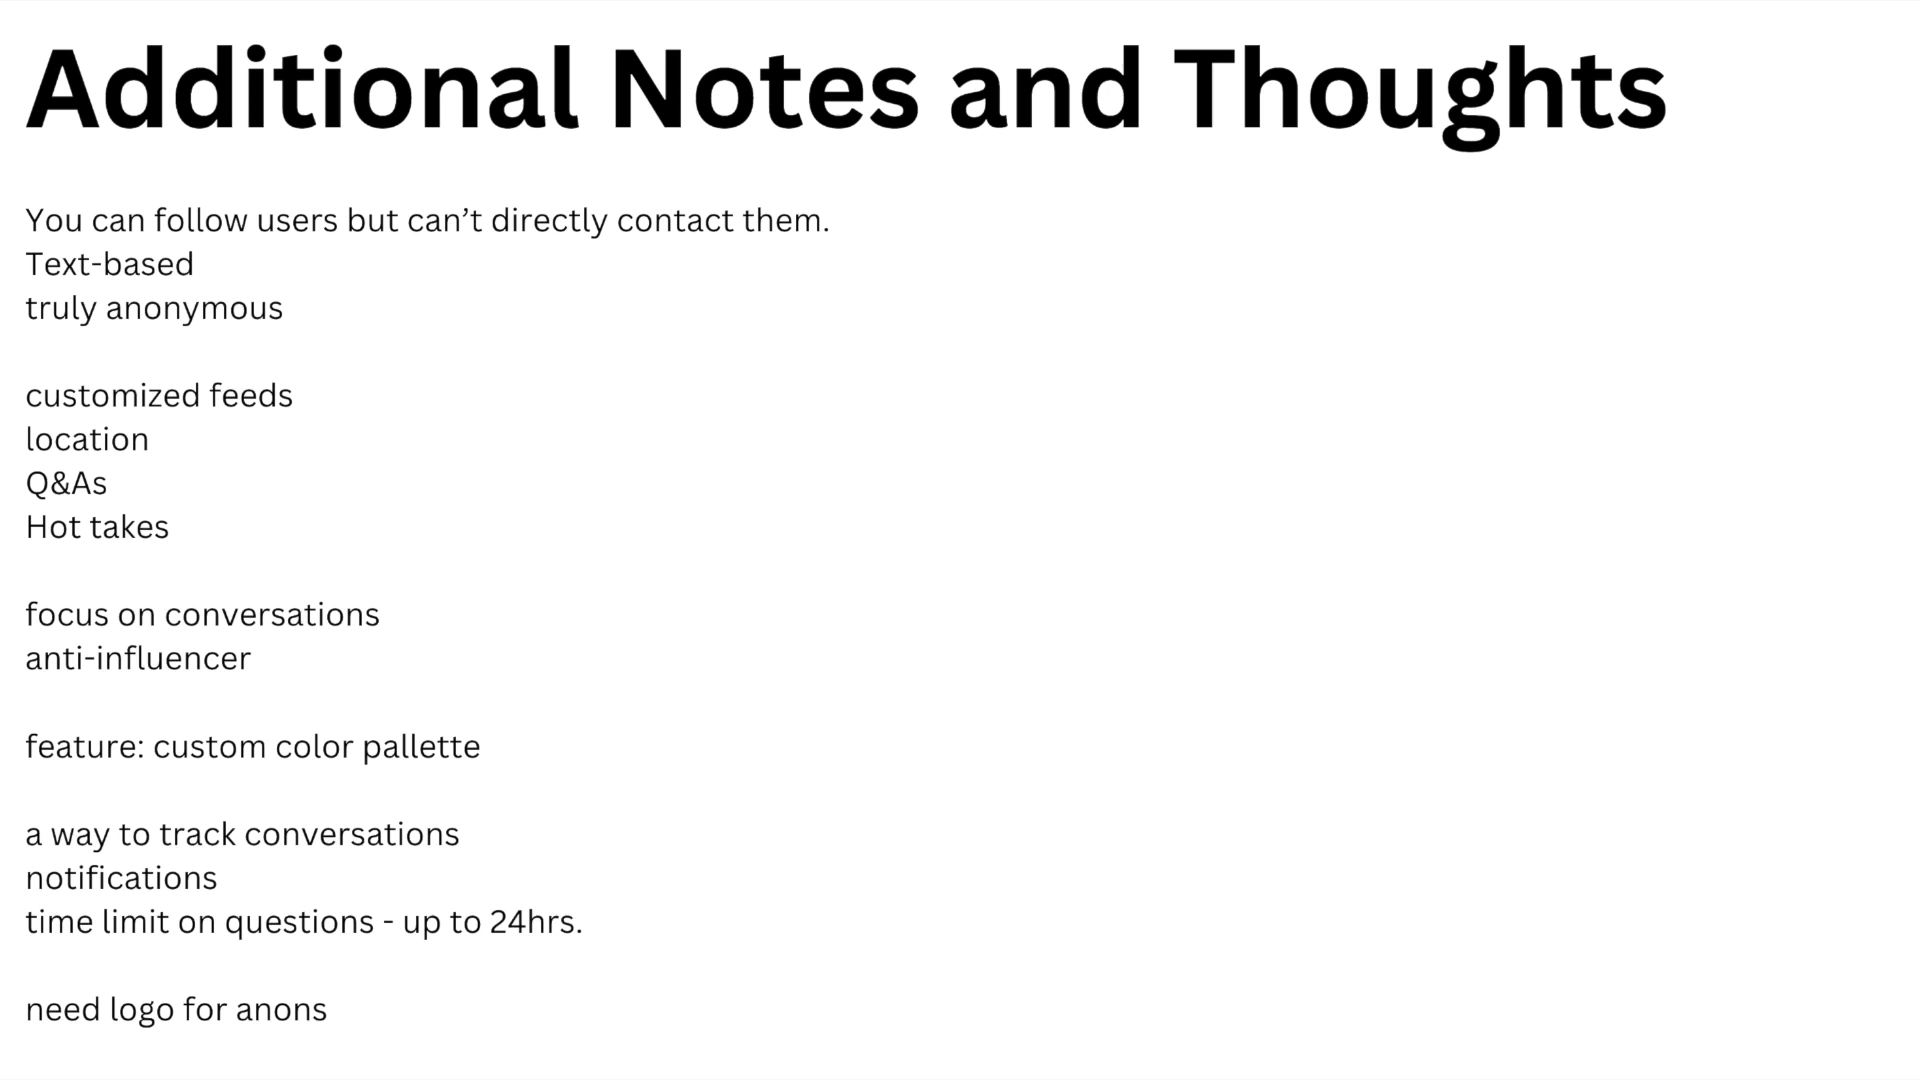 Additional Notes and Thoughts
You can follow users but can’t directly contact them.
Text-based
truly anonymous
customized feeds
location
Q&As
Hot takes
focus on conversations
anti-influencer
feature: custom color pallette
a way to track conversations
notifications
time limit on questions - up to 24hrs.
need logo for anons